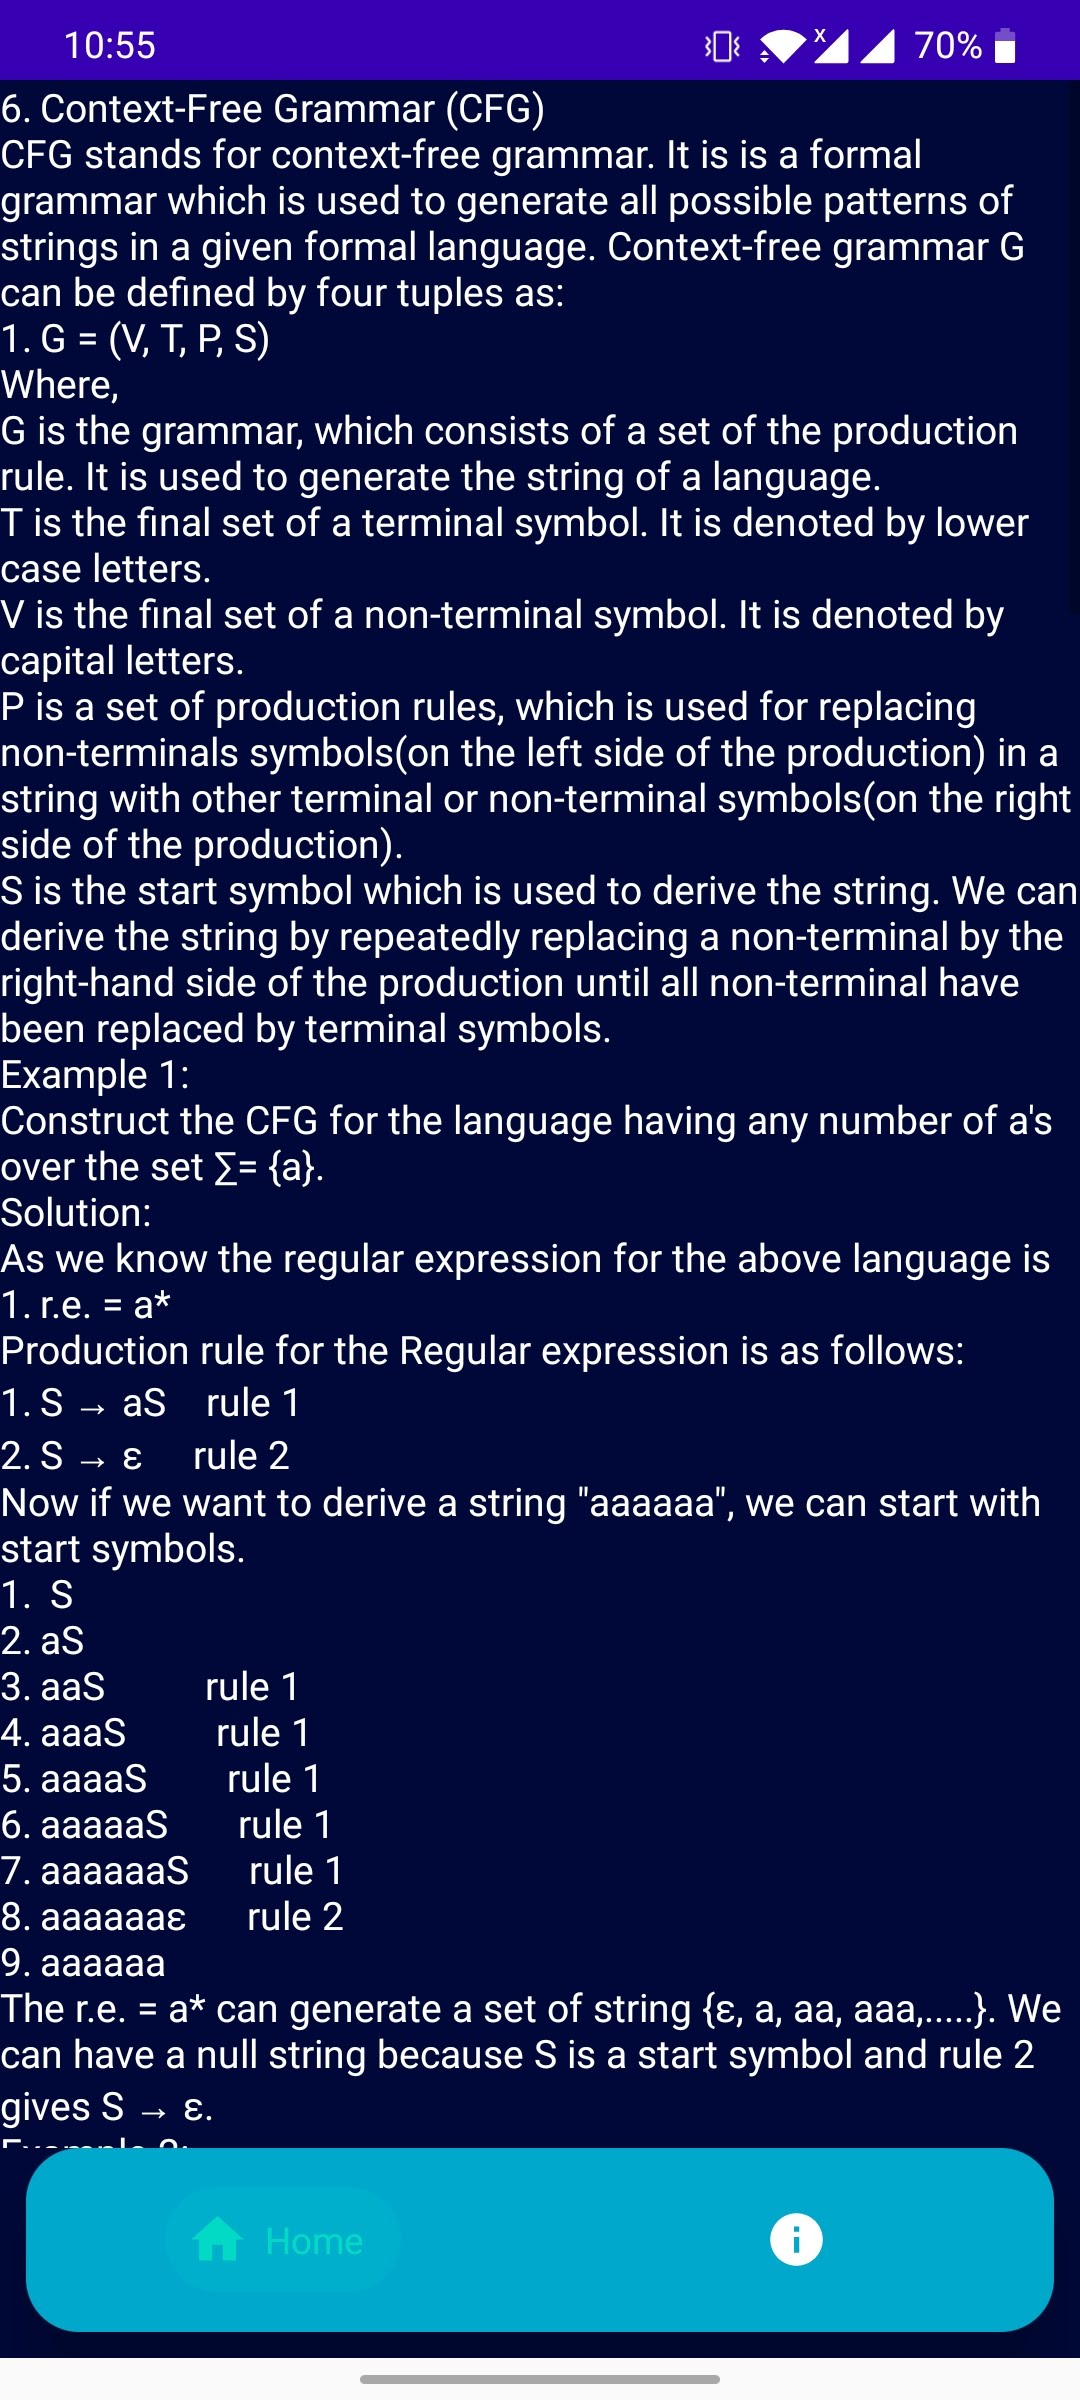 10:55
x
70%
6. Context-Free Grammar (CFG)
CFG stands for context-free grammar. It is is a formal
grammar which is used to generate all possible patterns of
strings in a given formal language. Context-free grammar G
can be defined by four tuples as:
1. G = (V, T, P, S)
Where,
G is the grammar, which consists of a set of the production
rule. It is used to generate the string of a language.
T is the final set of a terminal symbol. It is denoted by lower
case letters.
V is the final set of a non-terminal symbol. It is denoted by
capital letters.
P is a set of production rules, which is used for replacing
non-terminals symbols(on the left side of the production) in a
string with other terminal or non-terminal symbols(on the right
side of the production).
S is the start symbol which is used to derive the string. We can
derive the string by repeatedly replacing a non-terminal by the
right-hand side of the production until all non-terminal have
been replaced by terminal symbols.
Example 1:
Construct the CFG for the language having any number of a's
over the set ∑= {a}.
Solution:
As we know the regular expression for the above language is
1. r.e. = a*
Production rule for the Regular expression is as follows:
1. S → aS    rule 1
2. S → ε     rule 2
Now if we want to derive a string "aaaaaa", we can start with
start symbols.
1.  S
2. aS
3. aaS          rule 1
4. aaaS         rule 1
5. aaaaS        rule 1
6. aaaaaS       rule 1
7. aaaaaaS      rule 1
8. aaaaaaε      rule 2
9. aaaaaa
The r.e. = a* can generate a set of string {ε, a, aa, aaa,.....}. We
can have a null string because S is a start symbol and rule 2
gives S → ε.
Example 2:
Home